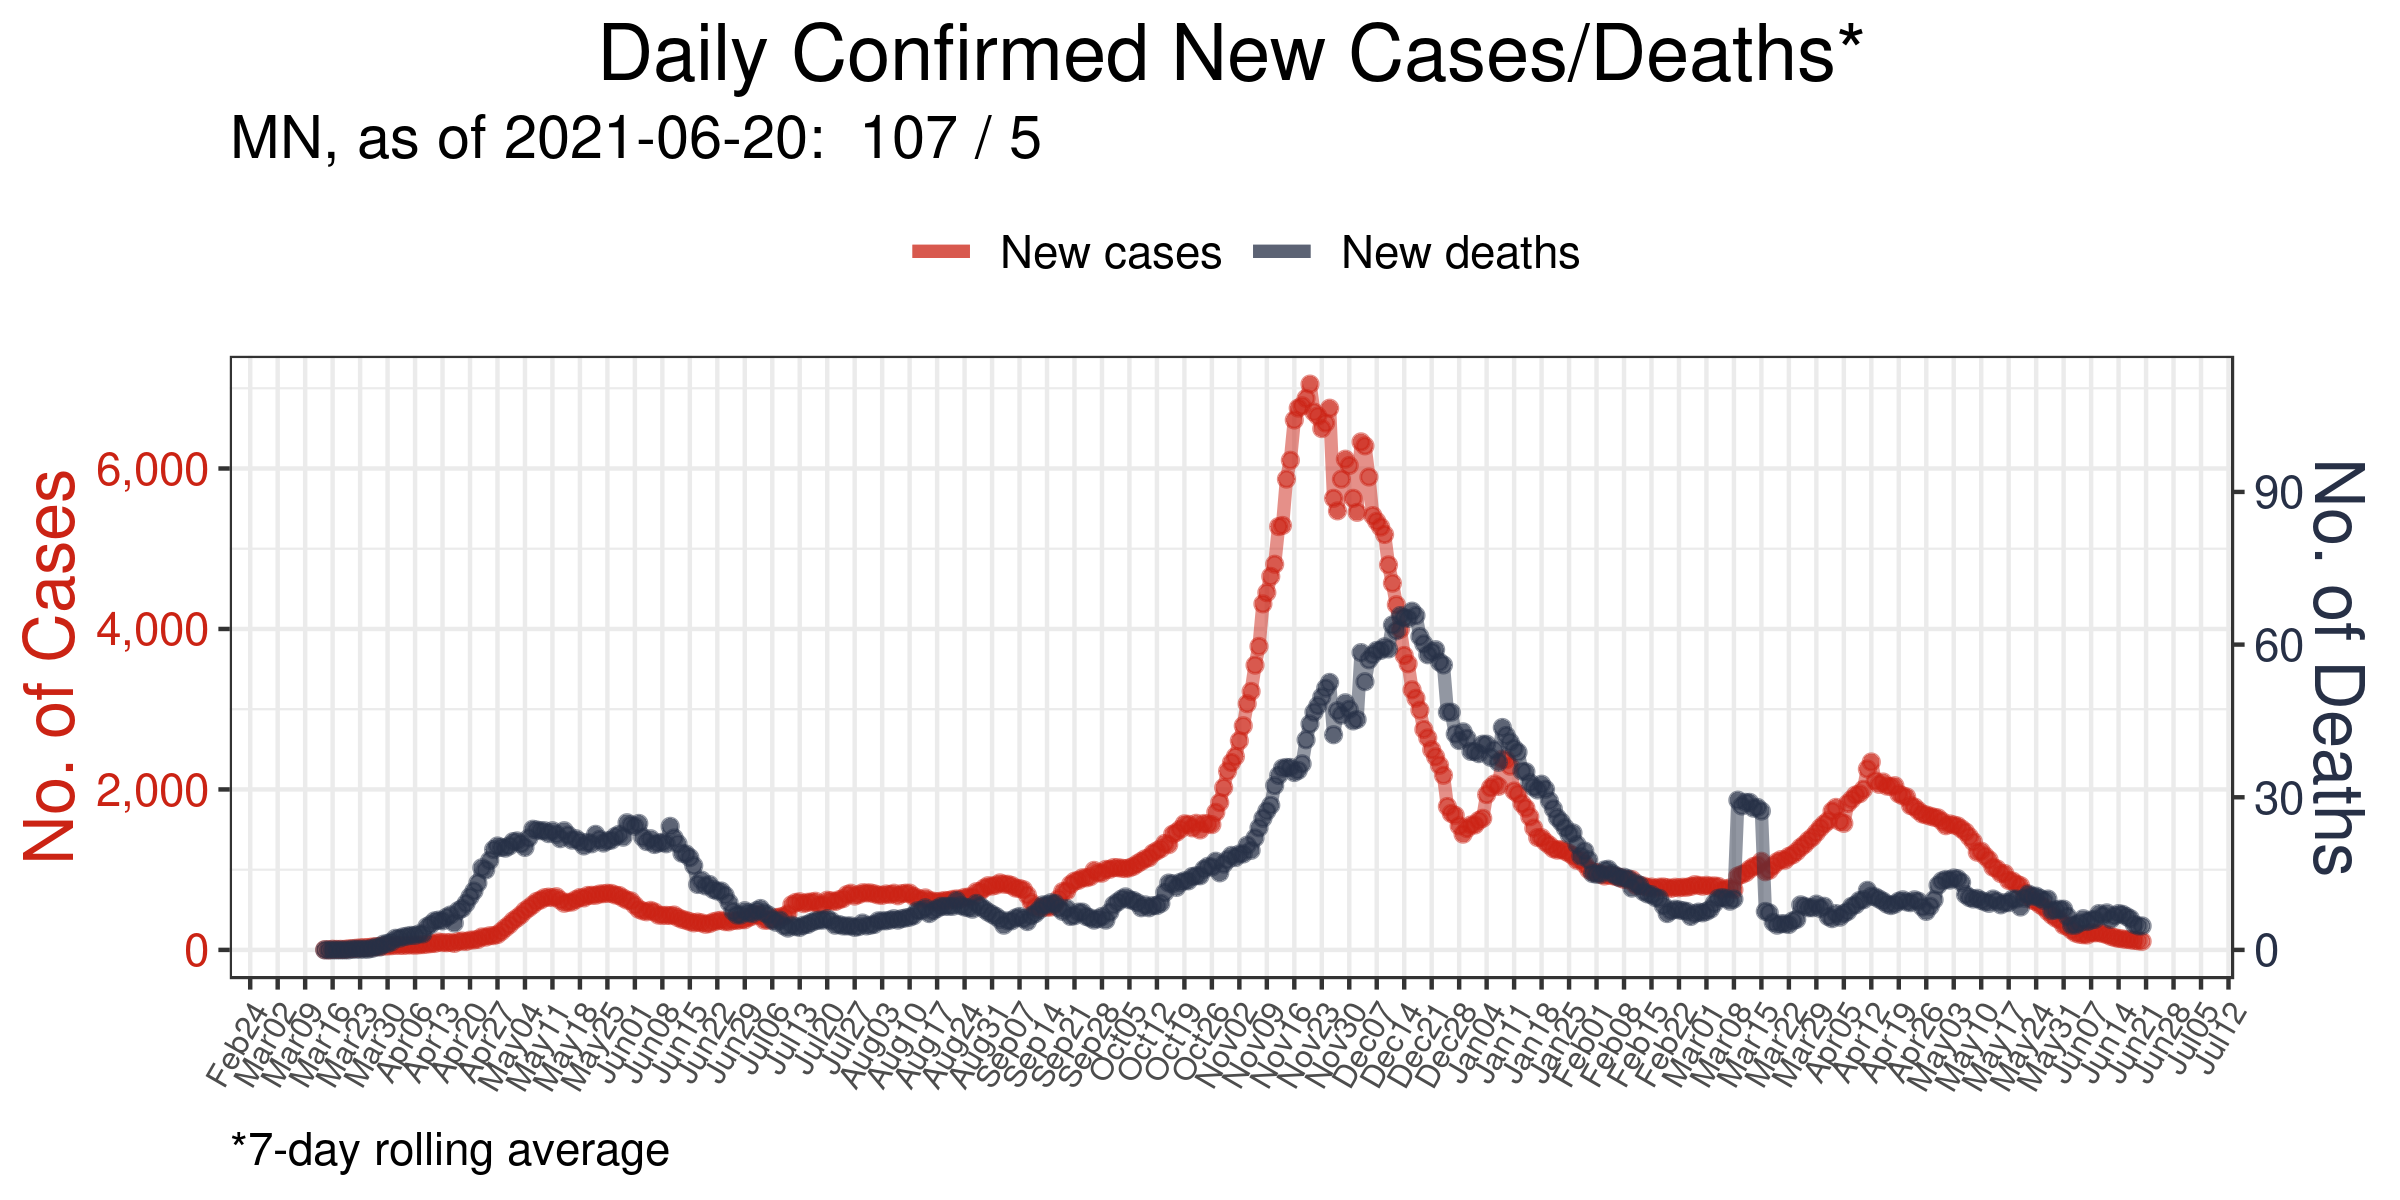 Daily Confirmed New Cases/Deaths*
MN, as of 2021-06-20:  107 / 5
New cases New deaths
No. of Cases
6,000
4,000
2,000
0
90
60
30
0
No. of Deaths
Feb24 Mar02 Mar09 Mar16 Mar23 Mar30 Apr06 Apr13 Apr20 Apr27 May04 May11 May18 May25 Jun01 Jun08 Jun15 Jun22 Jun29 Jul06 Jul13 Jul20 Jul27 Aug03 Aug10 Aug17 Aug24 Aug31 Sep07 Sep14 Sep21 Sep28 Oct05 Oct12 Oct19 Oct26 Nov02 Nov09 Nov16 Nov23 Nov30 Dec07 Dec14 Dec21 Dec28 Jan04 Jan11 Jan18 Jan25 Feb01 Feb08 Feb15 Feb22 Mar01 Mar08 Mar15 Mar22 Mar29 Apr05 Apr12 Apr19 Apr26 May03 May10 May17 May24 May31 Jun07 Jun14 Jun21 Jun28 Jul05 Jul12
*7-day rolling average